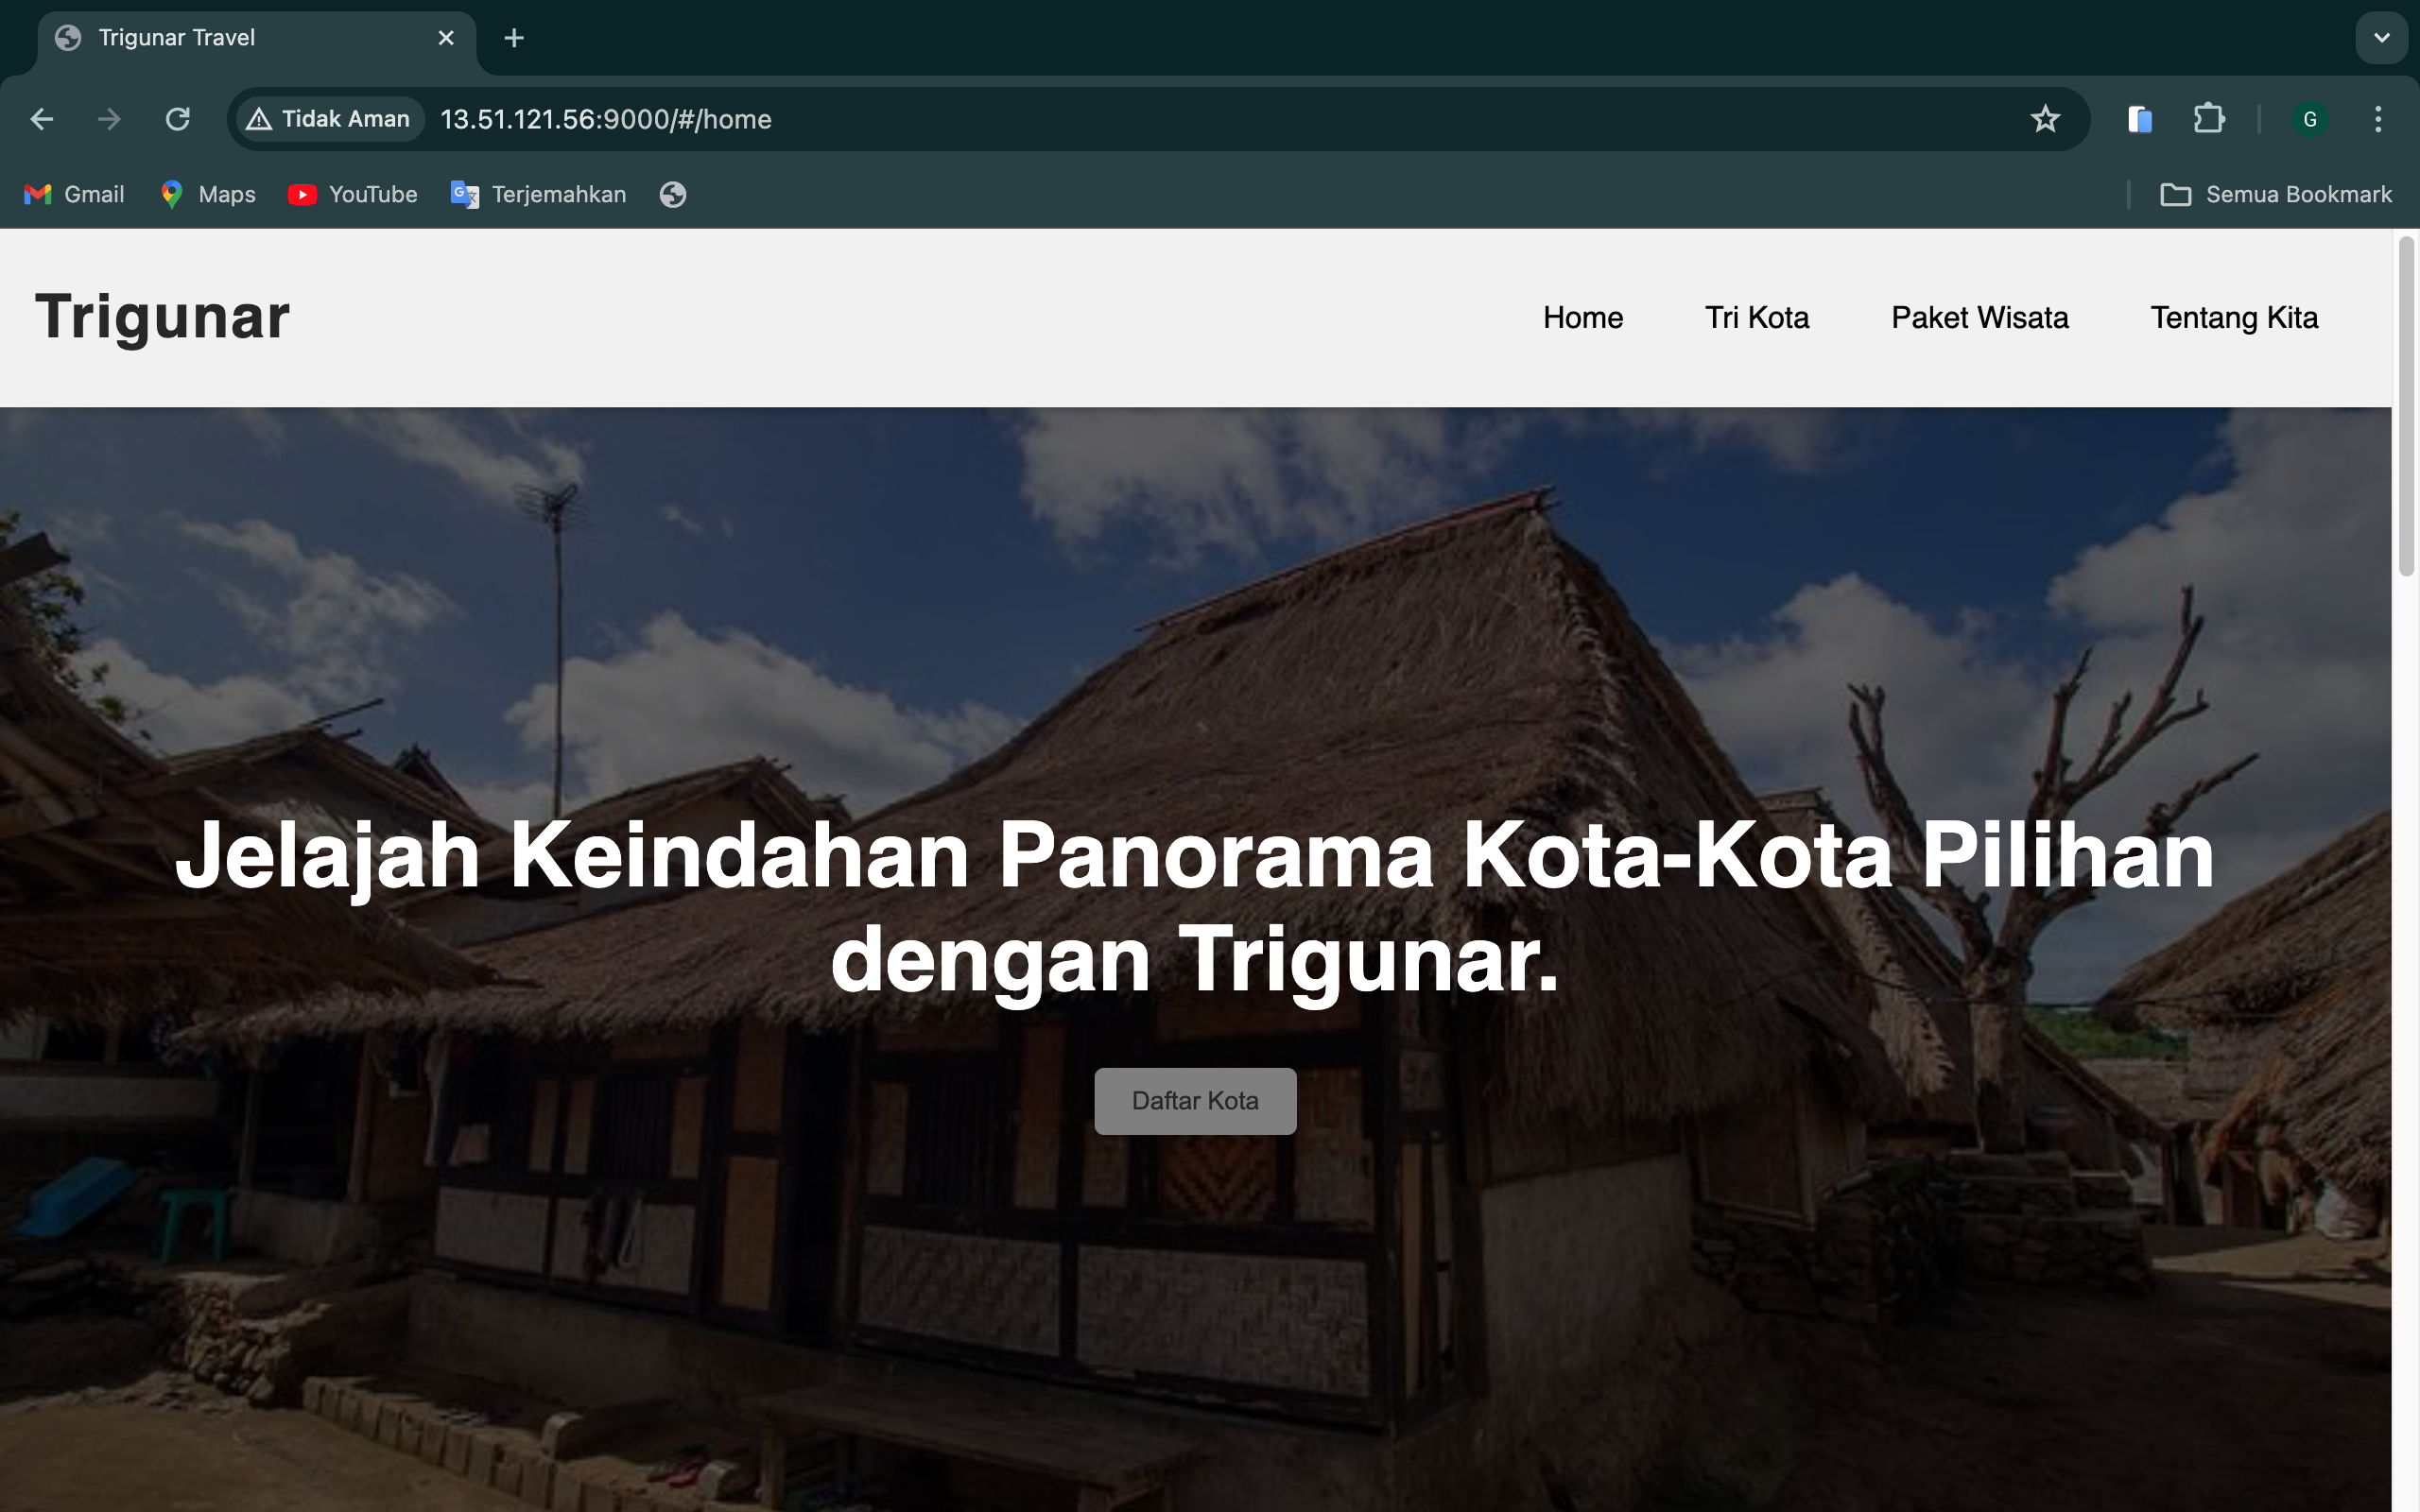 Trigunar Travel
Tidak Aman 13.51.121.56:9000/#/home
G
Gmail Maps YouTube Terjemahkan Semua Bookmark
Trigunar Home Tri Kota Paket Wisata Tentang Kita
Jelajah Keindahan Panorama Kota-Kota Pilihan
dengan Trigunar.
Daftar Kota